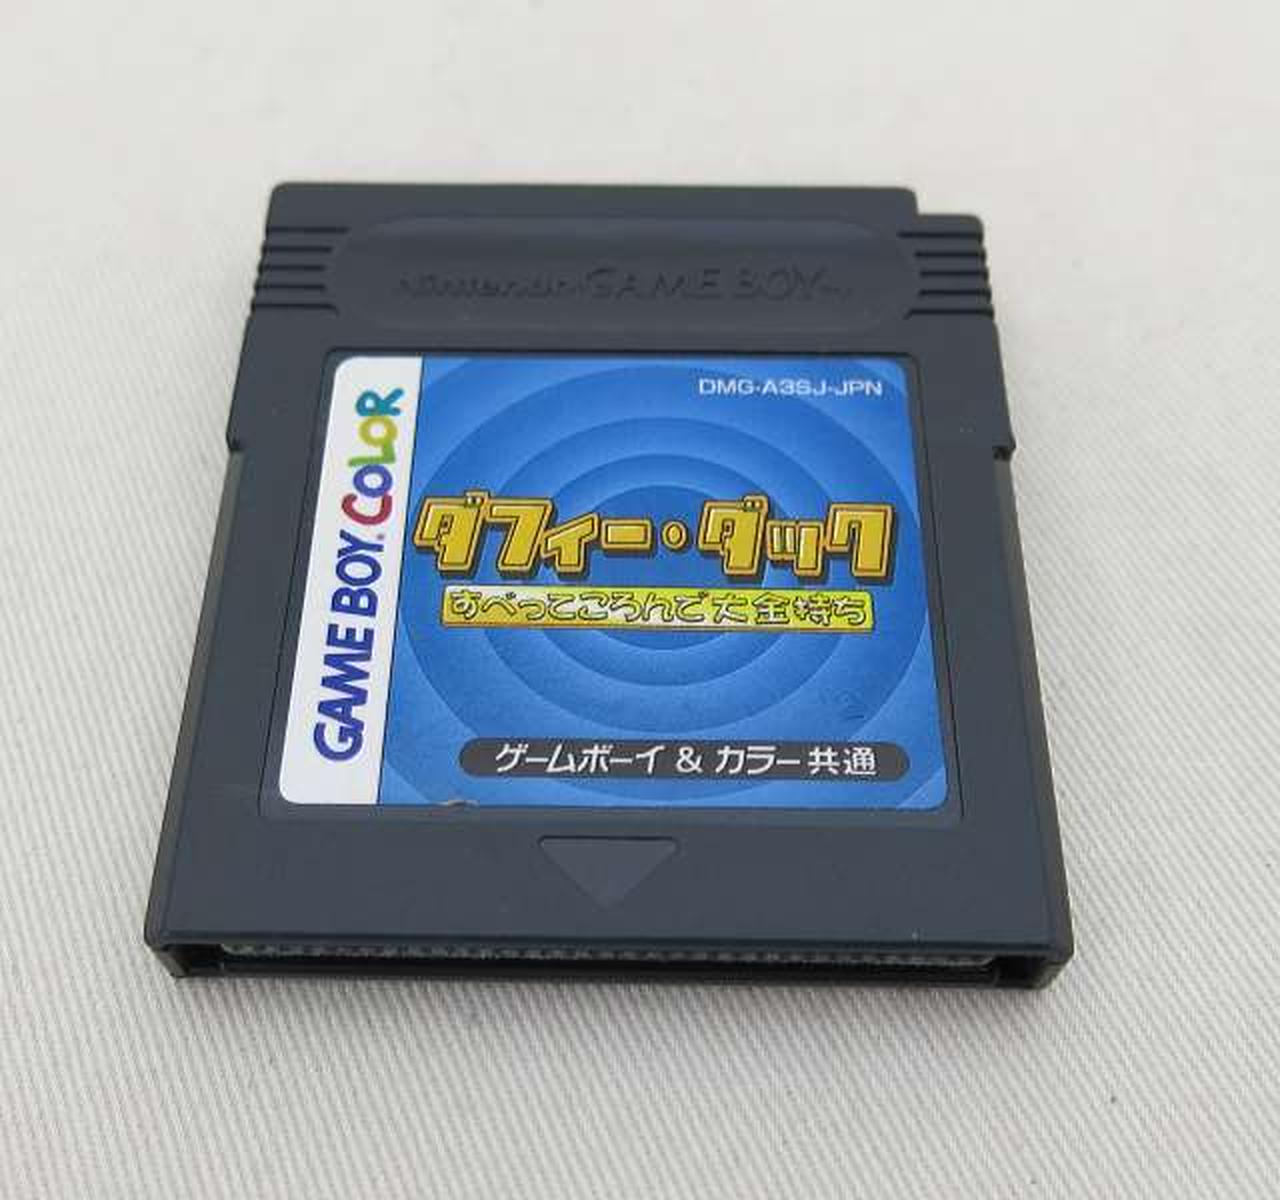 Nintendo GAME BOY
DMG-A3SJ-JPN
GAME BOY COLOR
ダフィー・ダック
すべってころんで大金持ち
ゲームボーイ & カラー共通